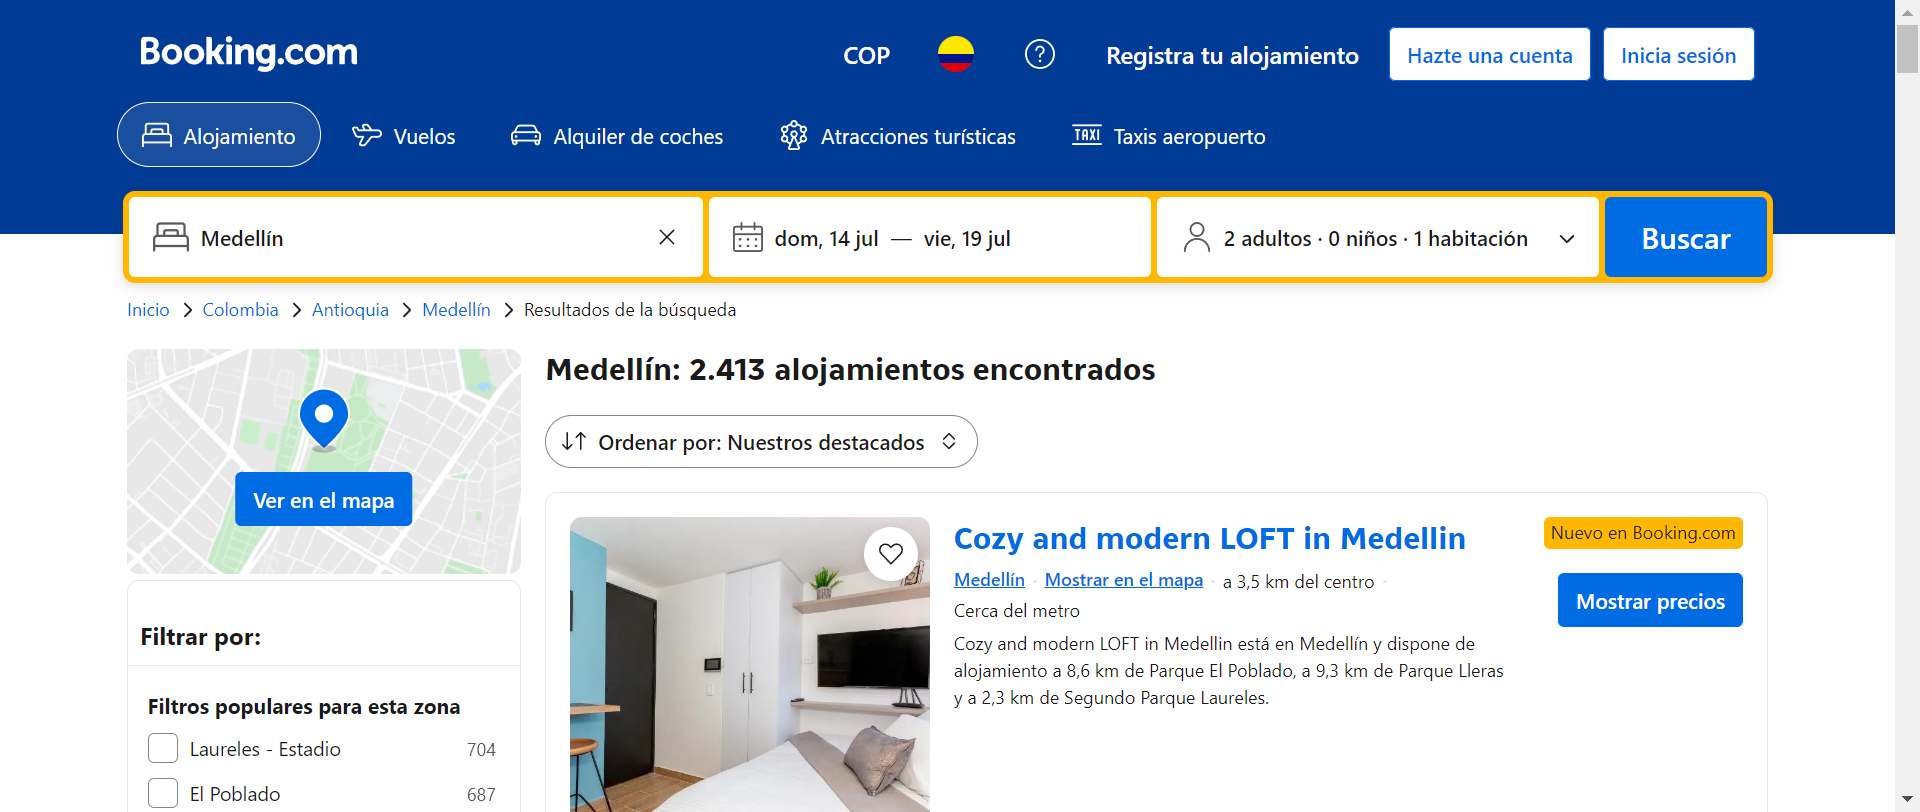 Booking.com
COP
Registra tu alojamiento
Hazte una cuenta
Inicia sesión
Alojamiento
Vuelos
Alquiler de coches
Atracciones turísticas
TAXI
Taxis aeropuerto
Medellín
dom, 14 jul — vie, 19 jul
2 adultos · 0 niños · 1 habitación
Buscar
Inicio
Colombia
Antioquia
Medellín
Resultados de la búsqueda
Ver en el mapa
Filtrar por:
Filtros populares para esta zona
Laureles - Estadio 704
El Poblado 687
Medellín: 2.413 alojamientos encontrados
Ordenar por: Nuestros destacados
Cozy and modern LOFT in Medellin
Medellín · Mostrar en el mapa · a 3,5 km del centro ·
Cerca del metro
Cozy and modern LOFT in Medellin está en Medellín y dispone de
alojamiento a 8,6 km de Parque El Poblado, a 9,3 km de Parque Lleras
y a 2,3 km de Segundo Parque Laureles.
Nuevo en Booking.com
Mostrar precios